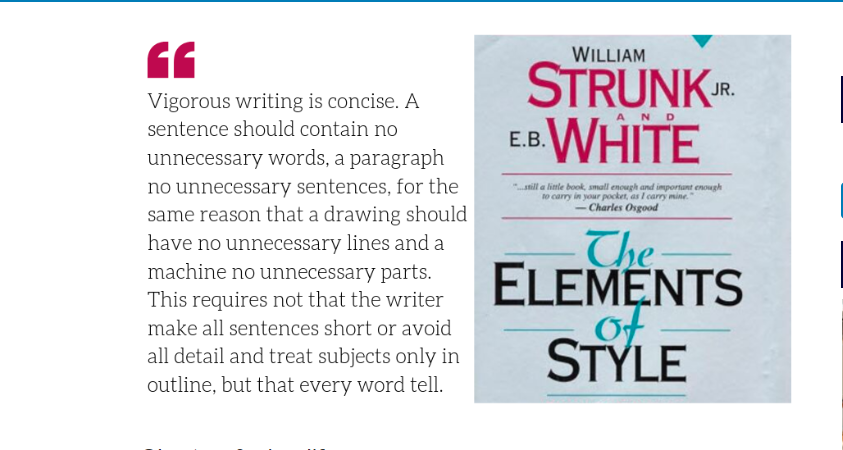 Vigorous writing is concise. A
sentence should contain no
unnecessary words, a paragraph
no unnecessary sentences, for the
same reason that a drawing should
have no unnecessary lines and a
machine no unnecessary parts.
This requires not that the writer
make all sentences short or avoid
all detail and treat subjects only in
outline, but that every word tell.
WILLIAM
STRUNK JR.
AND
E.B. WHITE
"...still a little book, small enough and important enough
to carry in your pocket, as I carry mine."
— Charles Osgood
The
ELEMENTS
of
STYLE